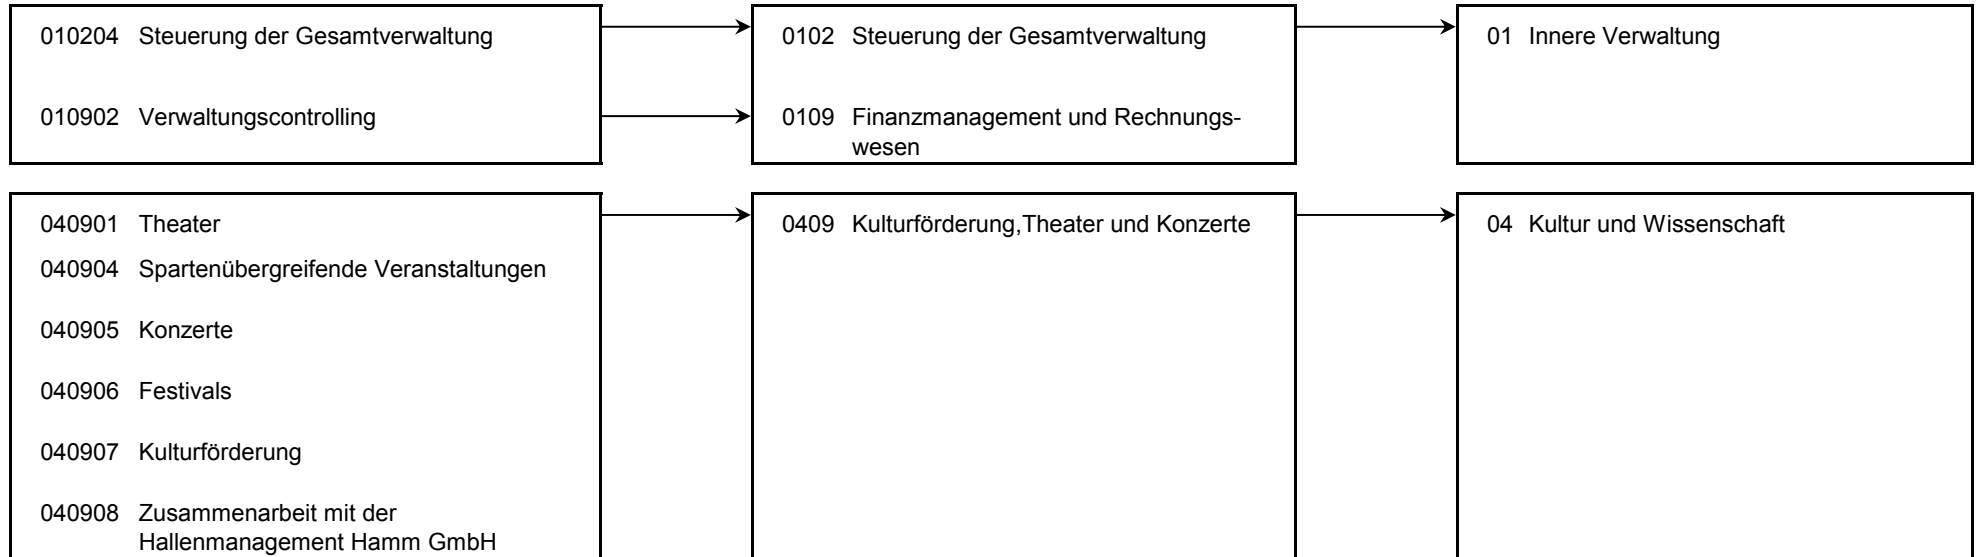 010204 Steuerung der Gesamtverwaltung
0102 Steuerung der Gesamtverwaltung
01 Innere Verwaltung
010902 Verwaltungscontrolling
0109 Finanzmanagement und Rechnungs-
wesen
040901 Theater
0409 Kulturförderung,Theater und Konzerte
04 Kultur und Wissenschaft
040904 Spartenübergreifende Veranstaltungen
040905 Konzerte
040906 Festivals
040907 Kulturförderung
040908 Zusammenarbeit mit der
Hallenmanagement Hamm GmbH